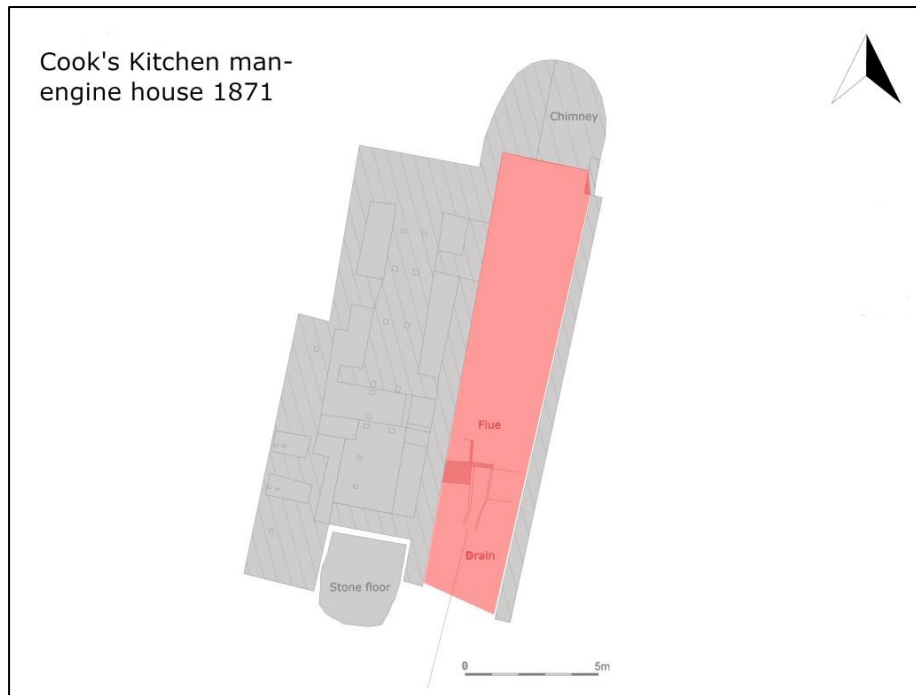 Cook's Kitchen man-
engine house 1871
Chimney
Flue
Drain
Stone floor
0 5m